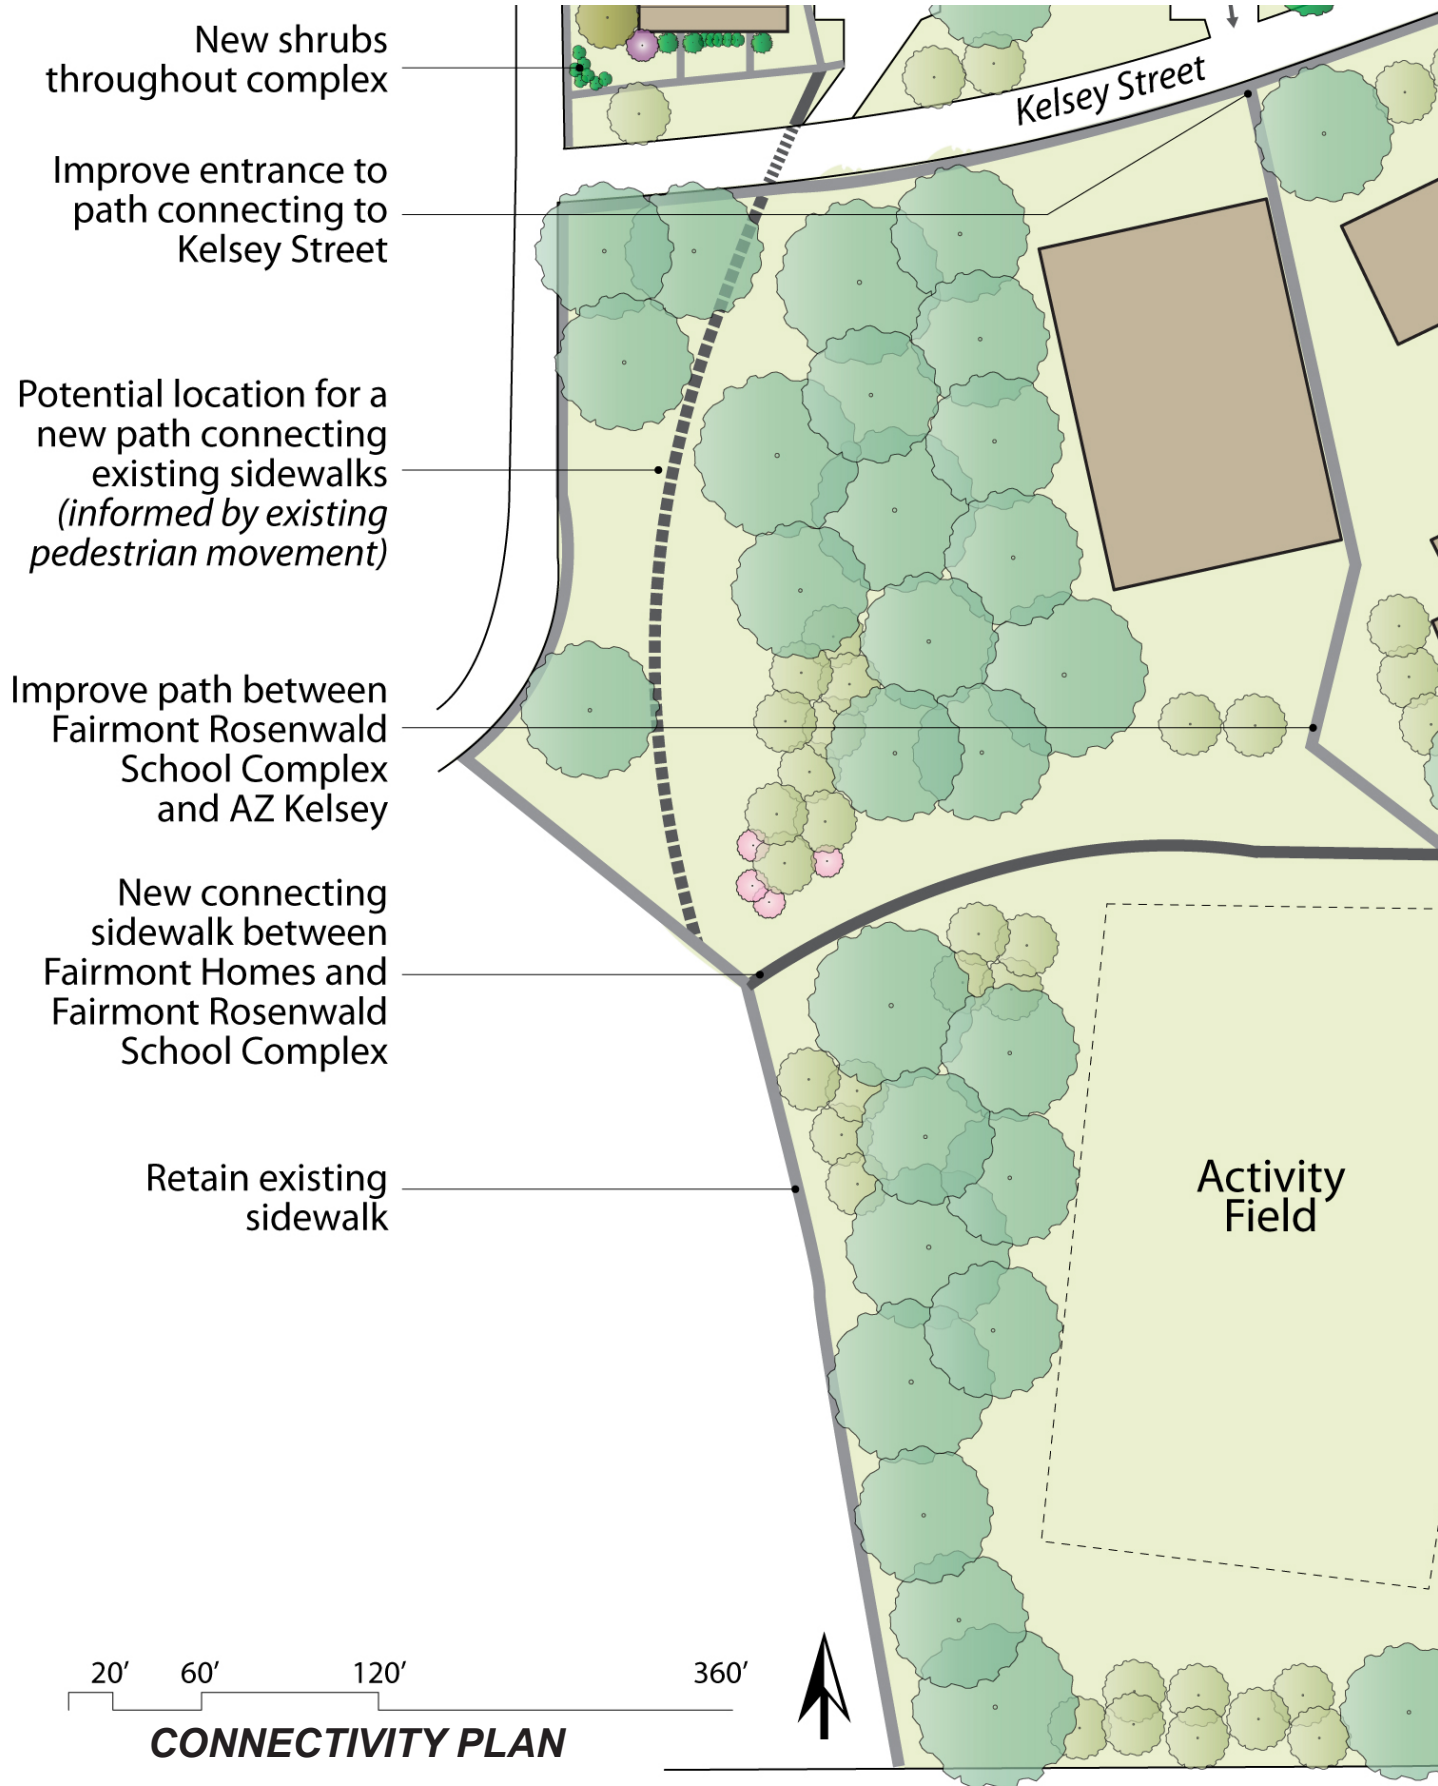 New shrubs
throughout complex
Kelsey Street
Improve entrance to
path connecting to
Kelsey Street
Potential location for a
new path connecting
existing sidewalks
(informed by existing
pedestrian movement)
Improve path between
Fairmont Rosenwald
School Complex
and AZ Kelsey
New connecting
sidewalk between
Fairmont Homes and
Fairmont Rosenwald
School Complex
Retain existing
sidewalk
Activity
Field
20’ 60’ 120’ 360’
CONNECTIVITY PLAN